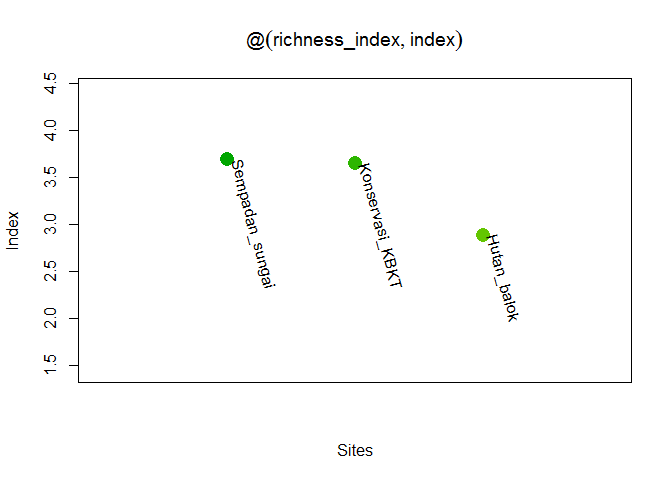 @(richness_index, index)
4.5
4.0
3.5
3.0
2.5
2.0
1.5
Index
Sempadan_sungai
Konservasi_KBKT
Hutan_balok
Sites